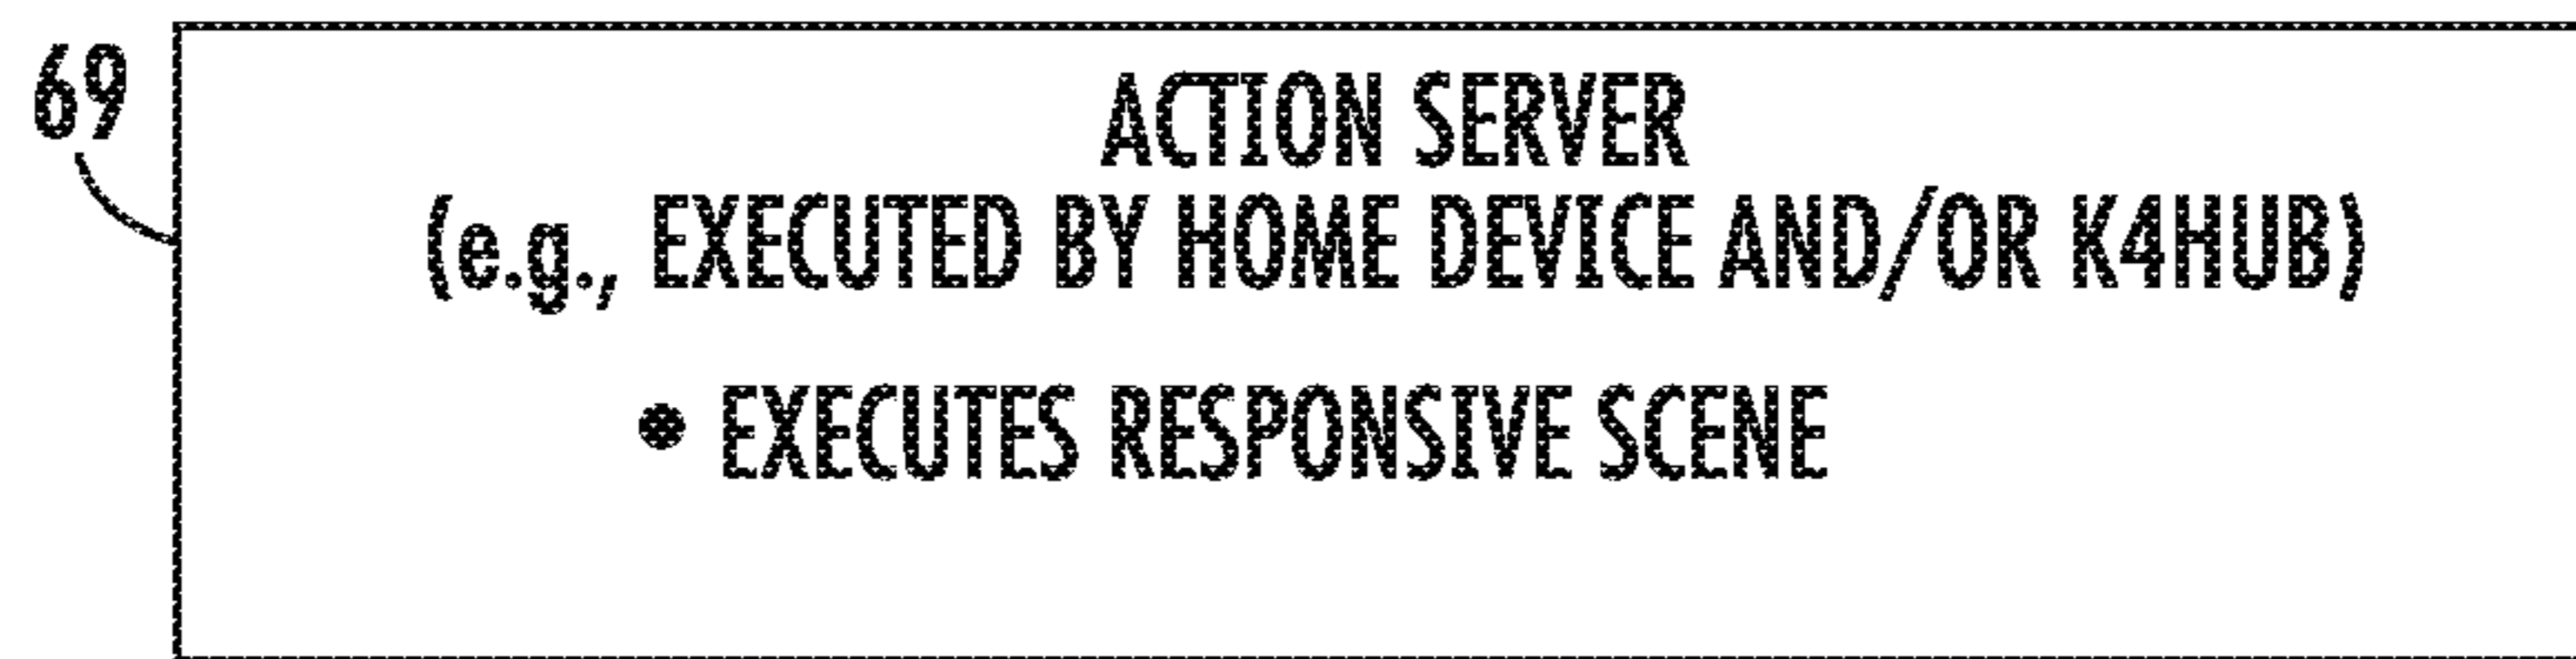 69
ACTION SERVER
(e.g., EXECUTED BY HOME DEVICE AND/OR K4HUB)
• EXECUTES RESPONSIVE SCENE